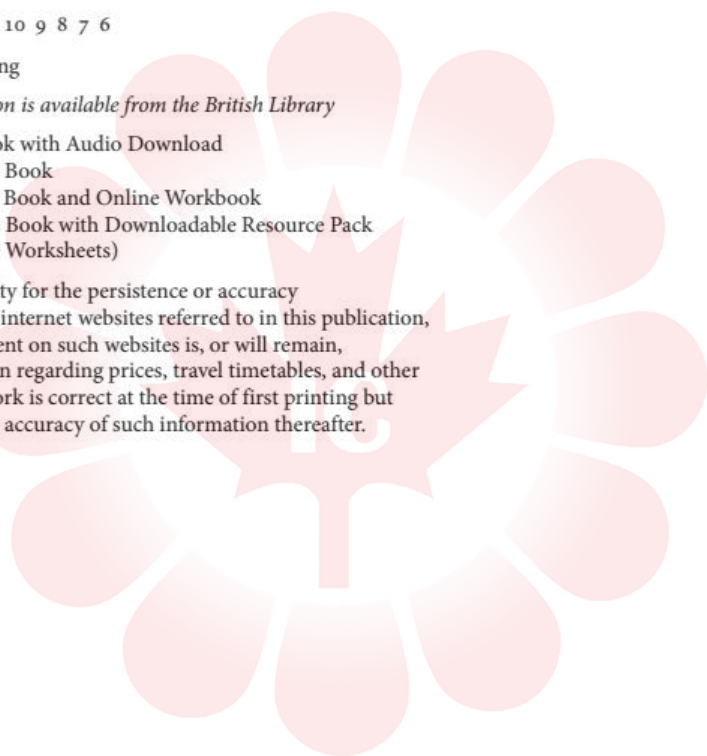 10 9 8 7 6
ng
on is available from the British Library
ok with Audio Download
Book
Book and Online Workbook
Book with Downloadable Resource Pack
Worksheets)
ty for the persistence or accuracy
internet websites referred to in this publication,
ent on such websites is, or will remain,
n regarding prices, travel timetables, and other
ork is correct at the time of first printing but
accuracy of such information thereafter.
IC